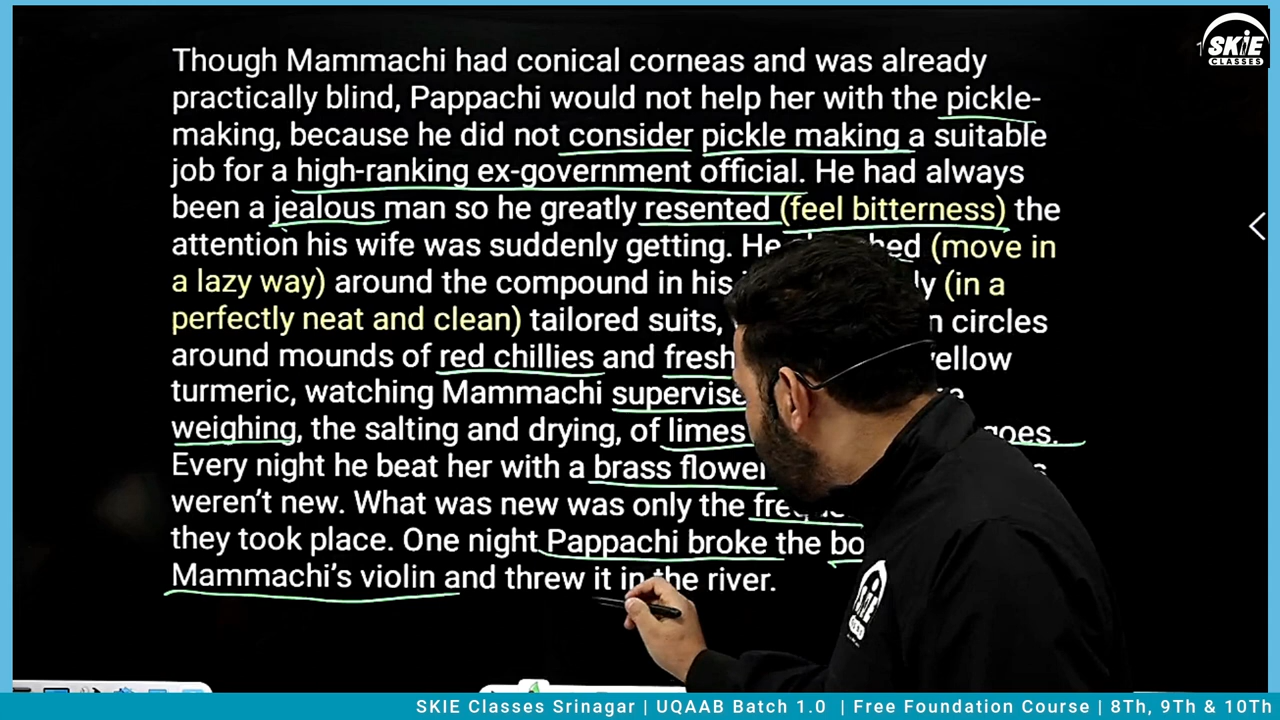 SKiE
CLASSES
Though Mammachi had conical corneas and was already
practically blind, Pappachi would not help her with the pickle-
making, because he did not consider pickle making a suitable
job for a high-ranking ex-government official. He had always
been a jealous man so he greatly resented (feel bitterness) the
attention his wife was suddenly getting. He (move in
a lazy way) around the compound in his (in a
perfectly neat and clean) tailored suits, circles
around mounds of red chillies and fresh yellow
turmeric, watching Mammachi
weighing, the salting and drying, of limes
Every night he beat her with a brass flower
weren’t new. What was new was only the
they took place. One night Pappachi broke the
Mammachi’s violin and threw it in the river.
SKiE
SKIE Classes Srinagar | UQAAB Batch 1.0 | Free Foundation Course | 8Th, 9Th & 10Th